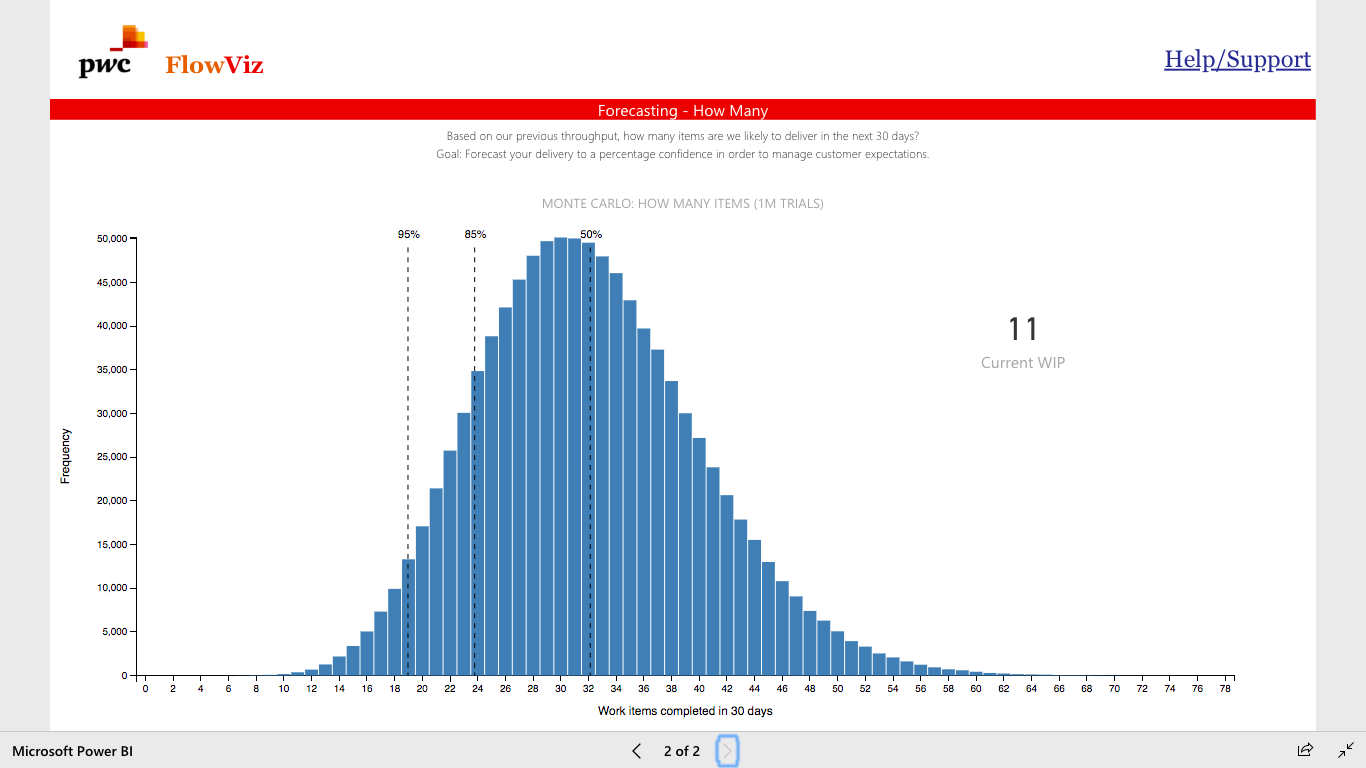 pwc
FlowViz
Help/Support
Forecasting - How Many
Based on our previous throughput, how many items are we likely to deliver in the next 30 days?
Goal: Forecast your delivery to a percentage confidence in order to manage customer expectations.
MONTE CARLO: HOW MANY ITEMS (1M TRIALS)
95% 85% 50%
50,000
45,000
40,000
35,000
30,000
25,000
20,000
15,000
10,000
5,000
0
Frequency
11
Current WIP
0 2 4 6 8 10 12 14 16 18 20 22 24 26 28 30 32 34 36 38 40 42 44 46 48 50 52 54 56 58 60 62 64 66 68 70 72 74 76 78
Work items completed in 30 days
Microsoft Power BI
2 of 2